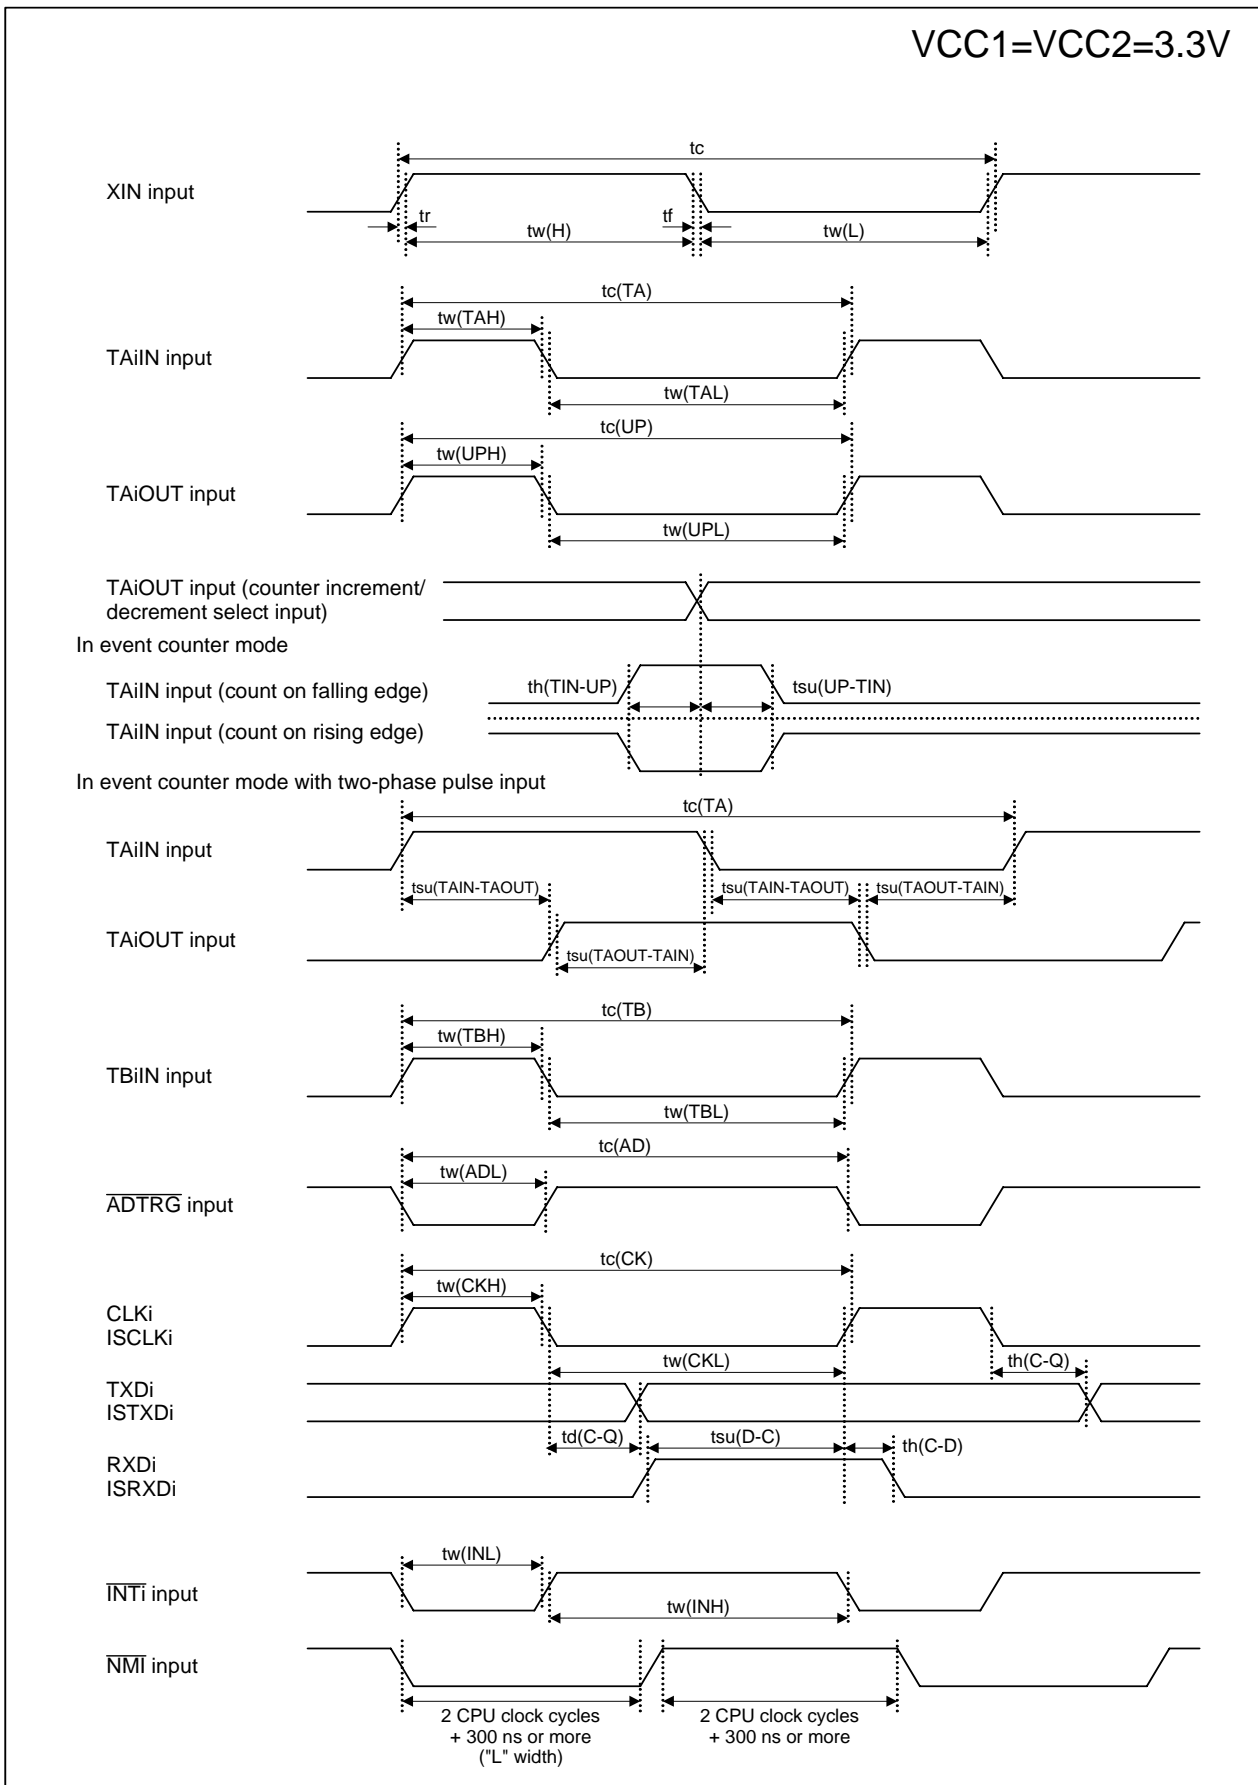 VCC1=VCC2=3.3V
tc
XIN input
tr
tf
tw(H)
tw(L)
tc(TA)
tw(TAH)
TAiIN input
tw(TAL)
tc(UP)
tw(UPH)
TAiOUT input
tw(UPL)
TAiOUT input (counter increment/
decrement select input)
In event counter mode
TAiIN input (count on falling edge)
th(TIN-UP)
tsu(UP-TIN)
TAiIN input (count on rising edge)
In event counter mode with two-phase pulse input
tc(TA)
TAiIN input
tsu(TAIN-TAOUT)
tsu(TAIN-TAOUT)
tsu(TAOUT-TAIN)
TAiOUT input
tsu(TAOUT-TAIN)
tc(TB)
tw(TBH)
TBiIN input
tw(TBL)
tc(AD)
tw(ADL)
ADTRG input
tc(CK)
tw(CKH)
CLKi
ISCLKi
tw(CKL)
th(C-Q)
TXDi
ISTXDi
td(C-Q)
tsu(D-C)
th(C-D)
RXDi
ISRXDi
tw(INL)
INTi input
tw(INH)
NMI input
2 CPU clock cycles
+ 300 ns or more
("L" width)
2 CPU clock cycles
+ 300 ns or more